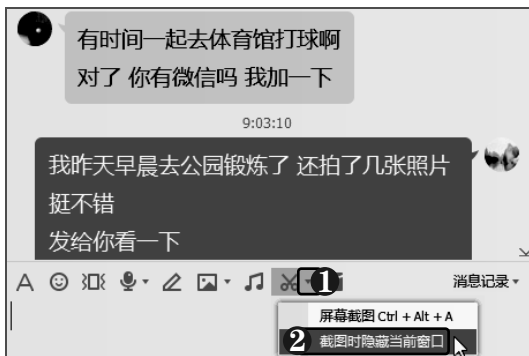 有时间一起去体育馆打球啊
对了 你有微信吗 我加一下
9:03:10
我昨天早晨去公园锻炼了 还拍了几张照片
挺不错
发给你看一下
A
1
消息记录
屏幕截图 Ctrl + Alt + A
2 截图时隐藏当前窗口